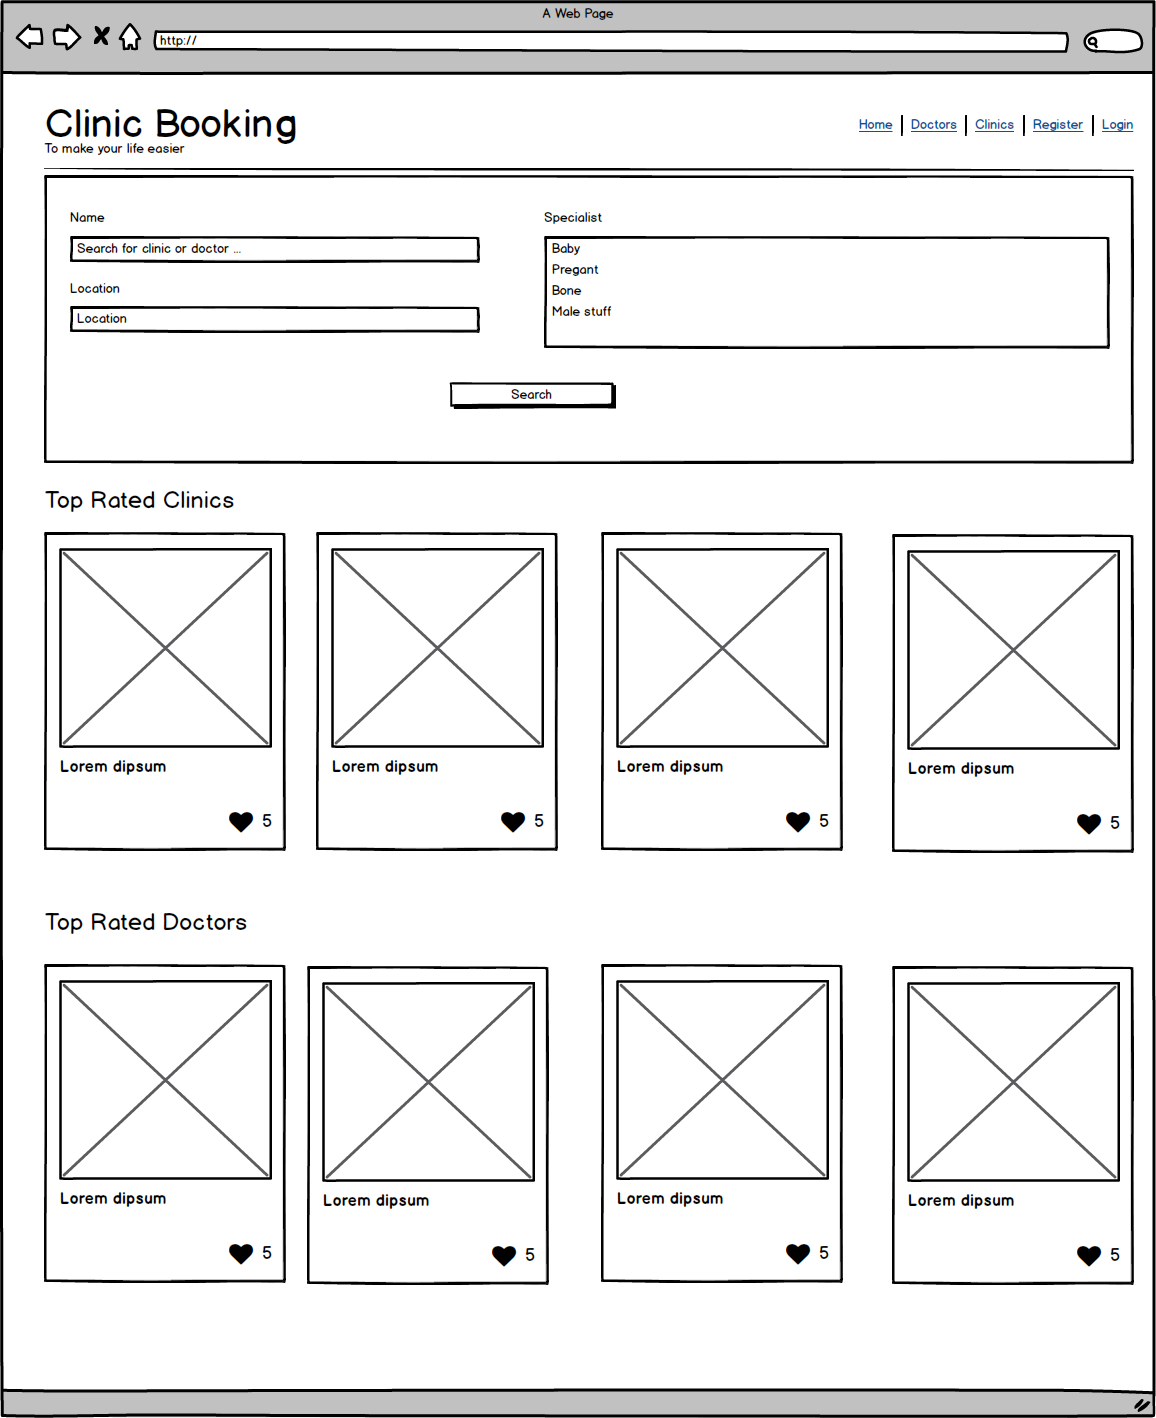 A Web Page
http://
Clinic Booking
To make your life easier
Home Doctors Clinics Register Login
Name
Search for clinic or doctor ...
Location
Location
Specialist
Baby
Pregant
Bone
Male stuff
Search
Top Rated Clinics
Lorem dipsum
5
Lorem dipsum
5
Lorem dipsum
5
Lorem dipsum
5
Top Rated Doctors
Lorem dipsum
5
Lorem dipsum
5
Lorem dipsum
5
Lorem dipsum
5